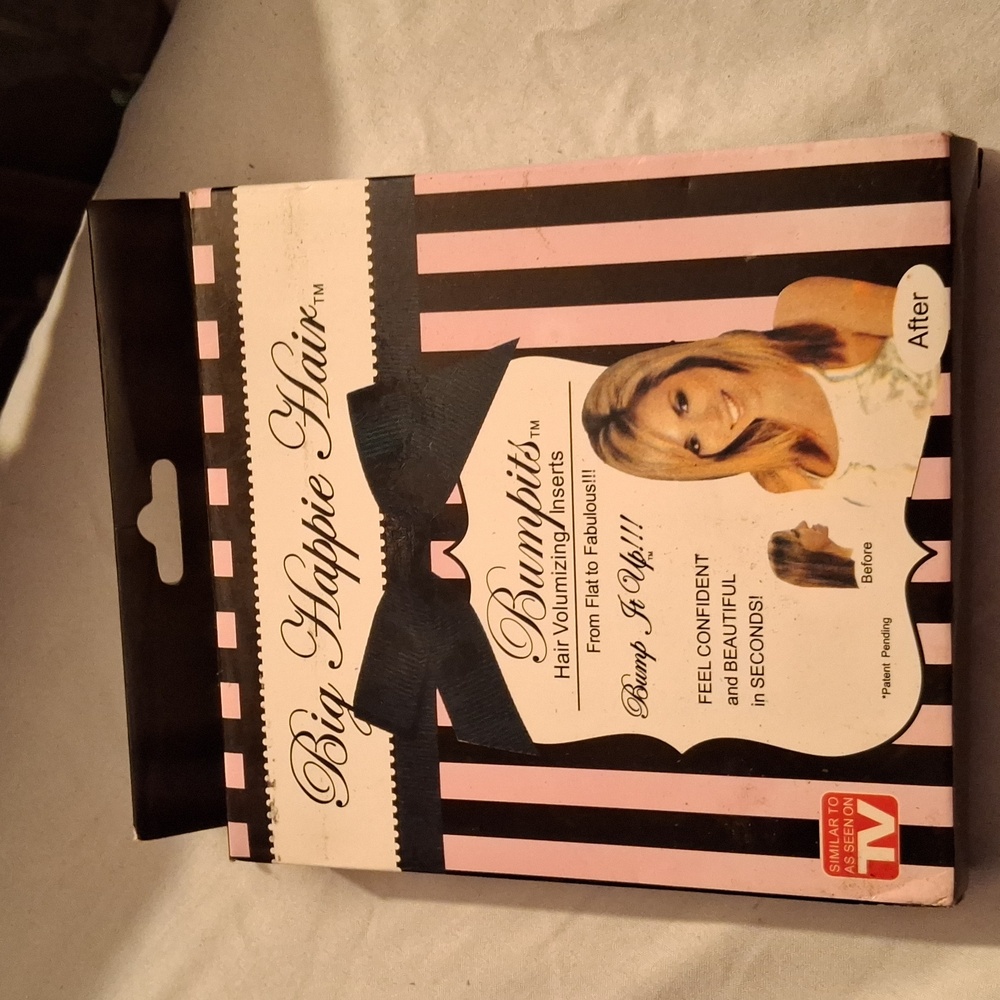 Big Happie Hair™
Bumpits™
Hair Volumizing Inserts
From Flat to Fabulous!!!
Bump It Up!!!™
FEEL CONFIDENT
and BEAUTIFUL
in SECONDS!
Before
After
*Patent Pending
SIMILAR TO
AS SEEN ON
TV